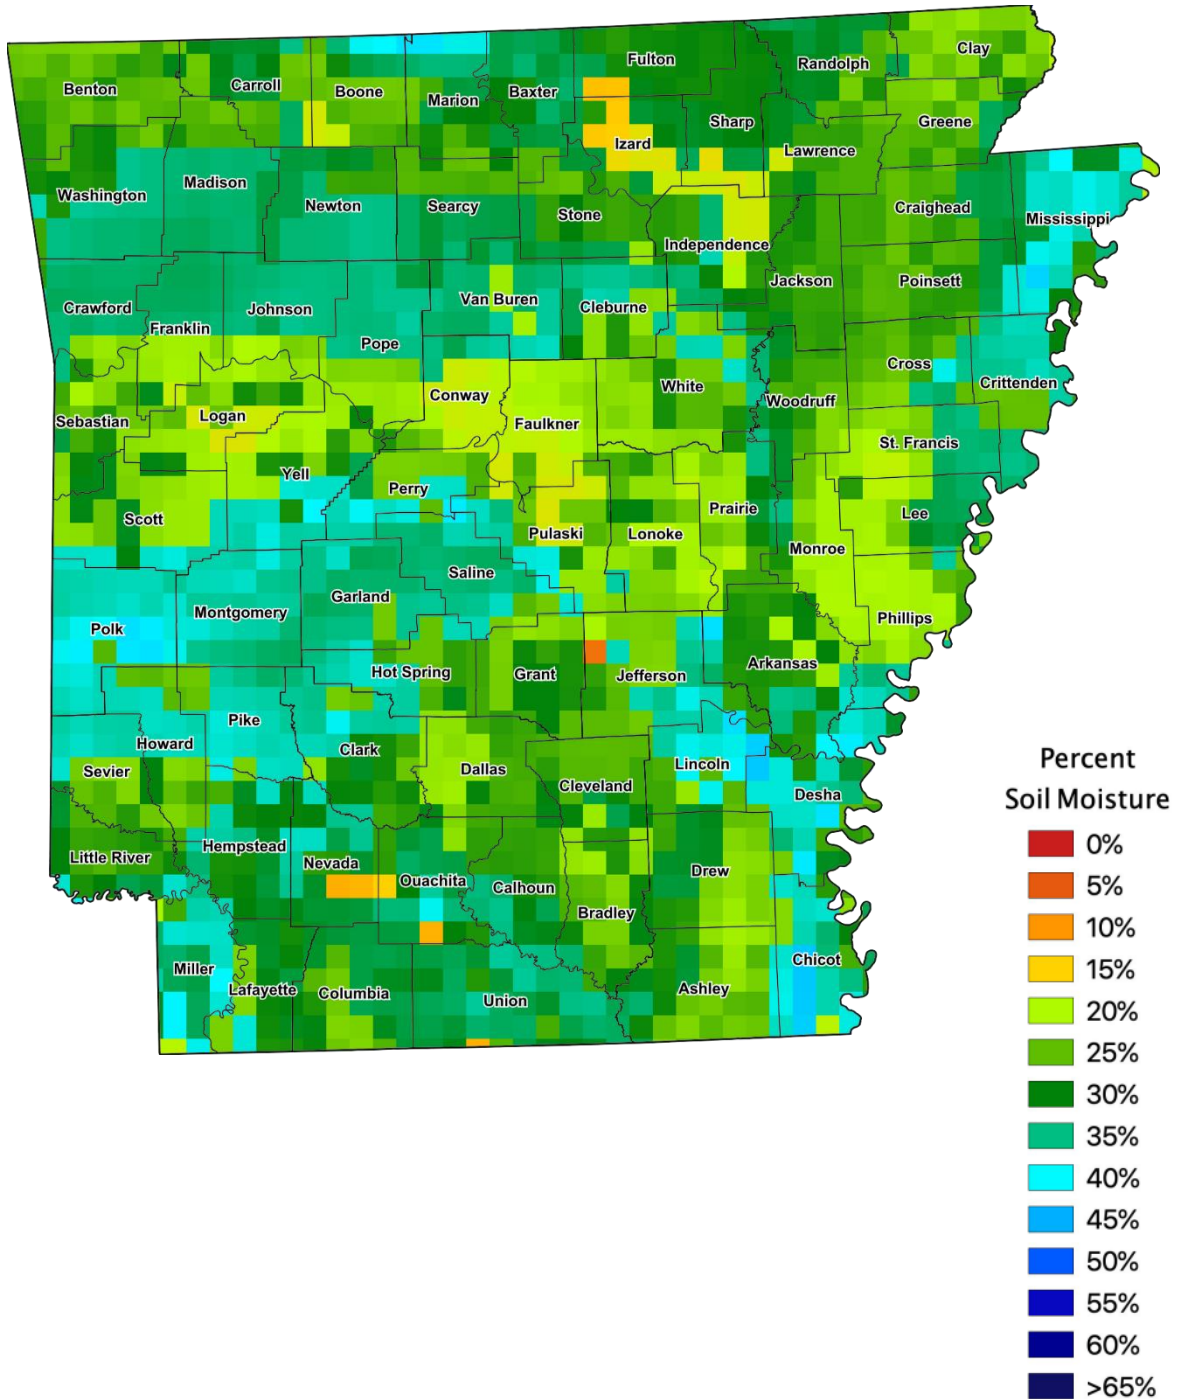 Clay
Fulton
Randolph
Carroll
Benton
Boone
Marion
Baxter
Sharp
Greene
Izard
Lawrence
Madison
Washington
Newton
Searcy
Stone
Craighead
Mississippi
Independence
Jackson
Poinsett
Van Buren
Crawford
Johnson
Cleburne
Franklin
Pope
Cross
Crittenden
White
Conway
Woodruff
Logan
Sebastian
Faulkner
St. Francis
Yell
Perry
Prairie
Lee
Scott
Pulaski
Lonoke
Monroe
Saline
Garland
Montgomery
Phillips
Polk
Arkansas
Hot Spring
Grant
Jefferson
Pike
Howard
Clark
Lincoln
Sevier
Dallas
Cleveland
Desha
Hempstead
Little River
Nevada
Drew
Ouachita
Calhoun
Bradley
Chicot
Miller
Lafayette
Columbia
Ashley
Union
Percent
Soil Moisture
0%
5%
10%
15%
20%
25%
30%
35%
40%
45%
50%
55%
60%
>65%